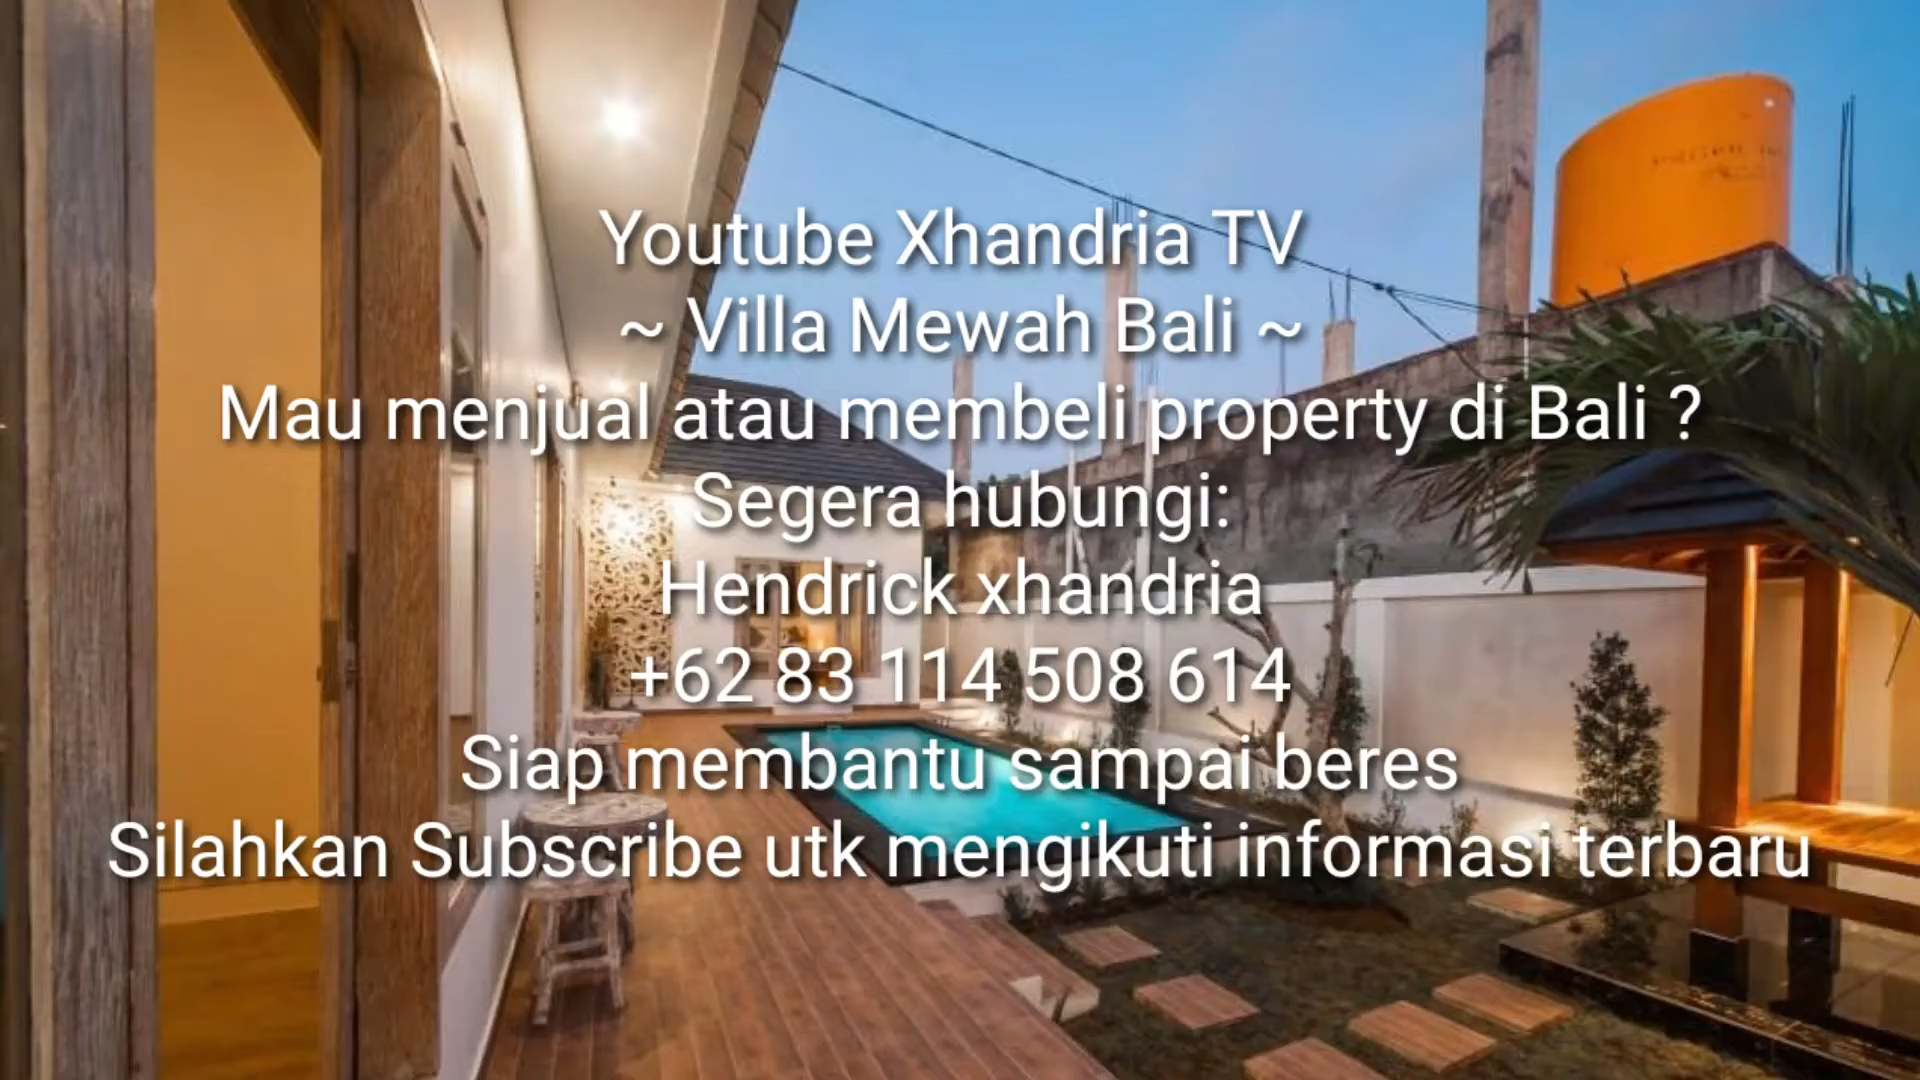 Youtube Xhandria TV
~ Villa Mewah Bali ~
Mau menjual atau membeli property di Bali ?
Segera hubungi:
Hendrick xhandria
+62 83 114 508 614
Siap membantu sampai beres
Silahkan Subscribe utk mengikuti informasi terbaru